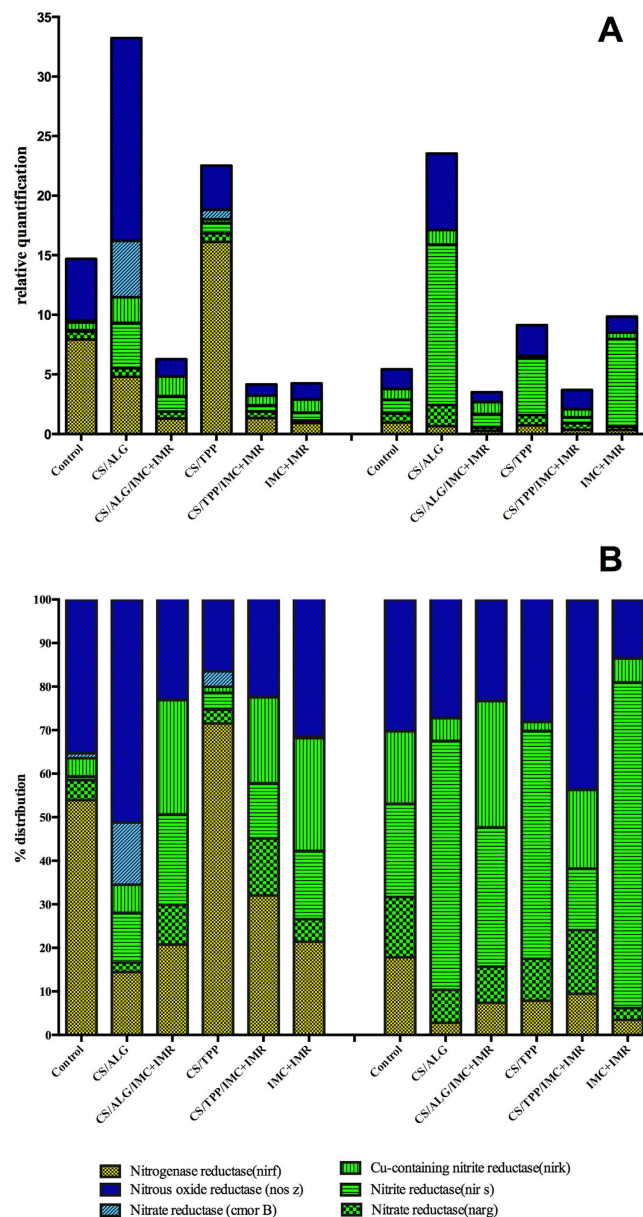 A
35
30
25
20
15
10
5
0
relative quantification
Control
CS/ALG
CS/ALG/IMC+IMR
CS/TPP
CS/TPP/IMC+IMR
IMC+IMR
Control
CS/ALG
CS/ALG/IMC+IMR
CS/TPP
CS/TPP/IMC+IMR
IMC+IMR
B
100
90
80
70
60
50
40
30
20
10
0
% distribution
Control
CS/ALG
CS/ALG/IMC+IMR
CS/TPP
CS/TPP/IMC+IMR
IMC+IMR
Control
CS/ALG
CS/ALG/IMC+IMR
CS/TPP
CS/TPP/IMC+IMR
IMC+IMR
Nitrogenase reductase(nirf)
Nitrous oxide reductase (nos z)
Nitrate reductase (cmor B)
Cu-containing nitrite reductase(nirk)
Nitrite reductase(nir s)
Nitrate reductase(narg)